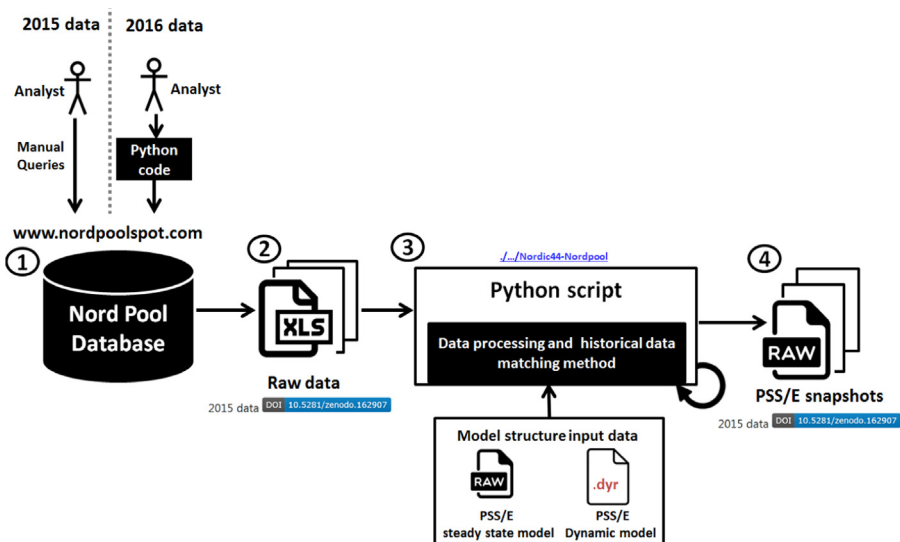 2015 data
2016 data
Analyst
Analyst
Manual
Queries
Python
code
www.nordpoolspot.com
1
2
3
4
Nord Pool
Database
XLS
Raw data
2015 data DOI 10.5281/zenodo.162907
./.../Nordic44-Nordpool
Python script
Data processing and historical data
matching method
RAW
PSS/E snapshots
2015 data DOI 10.5281/zenodo.162907
Model structure input data
RAW
.dyr
PSS/E
steady state model
PSS/E
Dynamic model